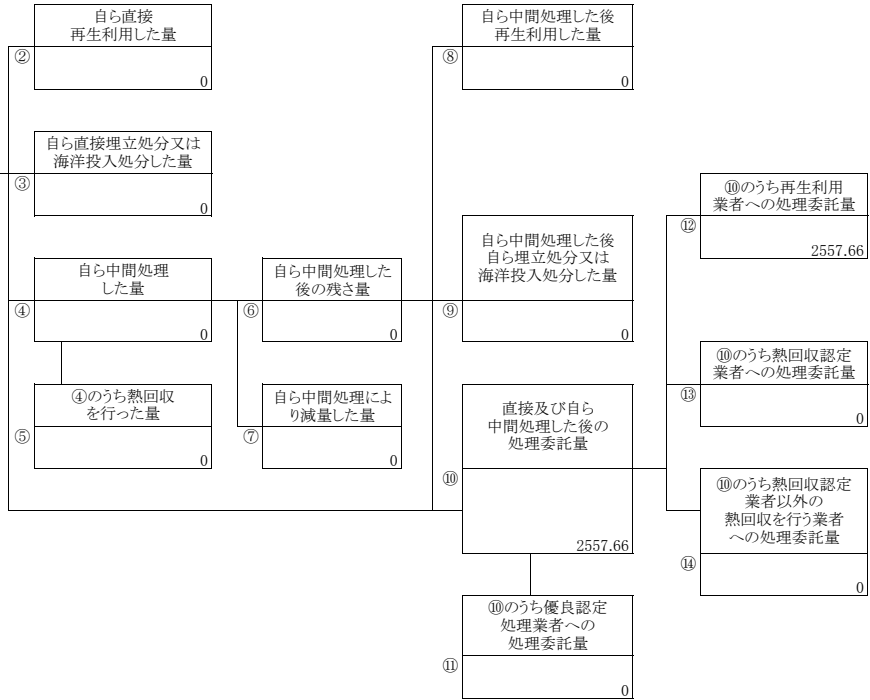 自ら直接
再生利用した量
②
0
自ら直接埋立処分又は
海洋投入処分した量
③
0
自ら中間処理
した量
④
0
④のうち熱回収
を行った量
⑤
0
自ら中間処理した
後の残さ量
⑥
0
自ら中間処理によ
り減量した量
⑦
0
自ら中間処理した後
再生利用した量
⑧
0
自ら中間処理した後
自ら埋立処分又は
海洋投入処分した量
⑨
0
直接及び自ら
中間処理した後の
処理委託量
⑩
2557.66
⑩のうち優良認定
処理業者への
処理委託量
⑪
0
⑩のうち再生利用
業者への処理委託量
⑫
2557.66
⑩のうち熱回収認定
業者への処理委託量
⑬
0
⑩のうち熱回収認定
業者以外の
熱回収を行う業者
への処理委託量
⑭
0